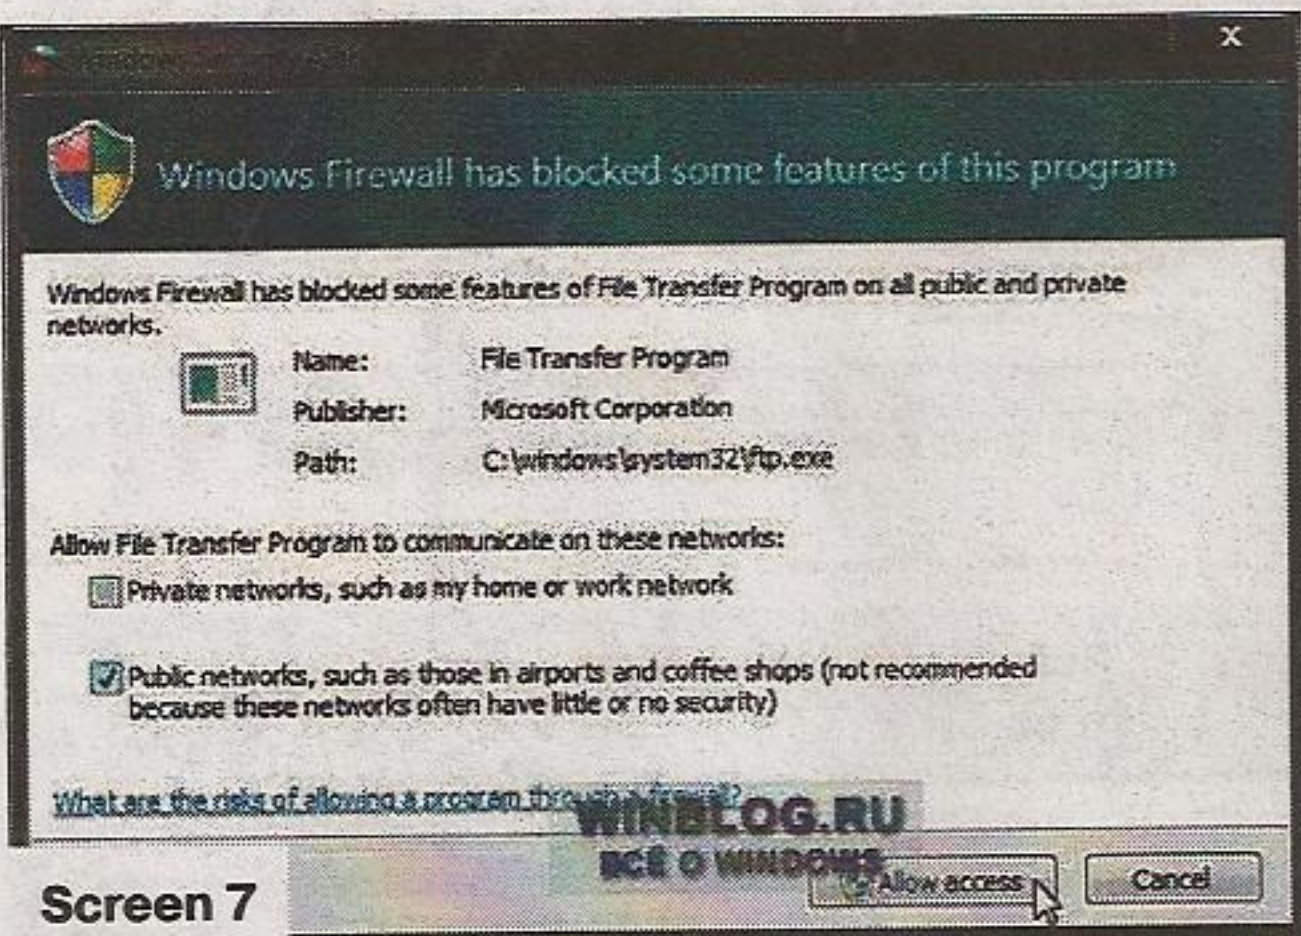 x
Windows Firewall has blocked some features of this program
Windows Firewall has blocked some features of File Transfer Program on all public and private
networks.
Name: File Transfer Program
Publisher: Microsoft Corporation
Path: C:\windows\system32\ftp.exe
Allow File Transfer Program to communicate on these networks:
Private networks, such as my home or work network
Public networks, such as those in airports and coffee shops (not recommended
because these networks often have little or no security)
What are the risks of allowing a program through a firewall?
WINBLOG.RU
ВСЁ О WINDOWS
Allow access Cancel
Screen 7